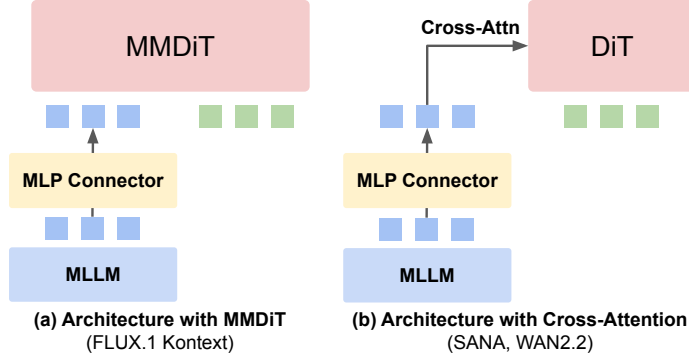 MMDiT
Cross-Attn
DiT
MLP Connector
MLP Connector
MLLM
MLLM
(a) Architecture with MMDiT
(FLUX.1 Kontext)
(b) Architecture with Cross-Attention
(SANA, WAN2.2)